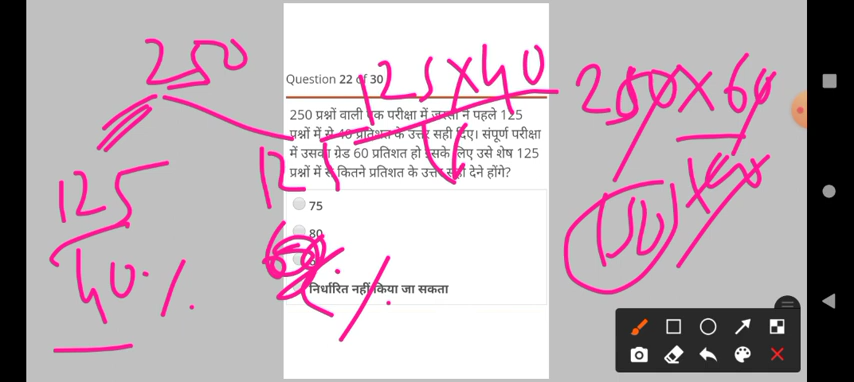 250
Question 22 of 30
125×40
250×60
250 प्रश्नों वाली एक परीक्षा में ने पहले 125
प्रश्नों में से 40 प्रतिशत के उत्तर सही दिए। संपूर्ण परीक्षा
में उसका ग्रेड 60 प्रतिशत हो इसके लिए उसे शेष 125
प्रश्नों में से कितने प्रतिशत के उत्तर सही देने होंगे?
125
125
150
75
80
40%
%
निर्धारित नहीं किया जा सकता